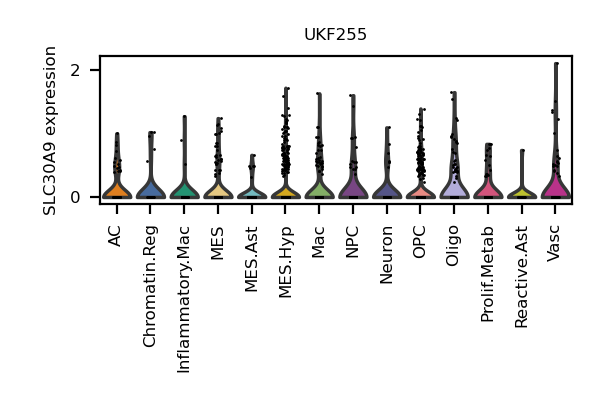 UKF255
SLC30A9 expression
2
0
AC
Chromatin.Reg
Inflammatory.Mac
MES
MES.Ast
MES.Hyp
Mac
NPC
Neuron
OPC
Oligo
Prolif.Metab
Reactive.Ast
Vasc